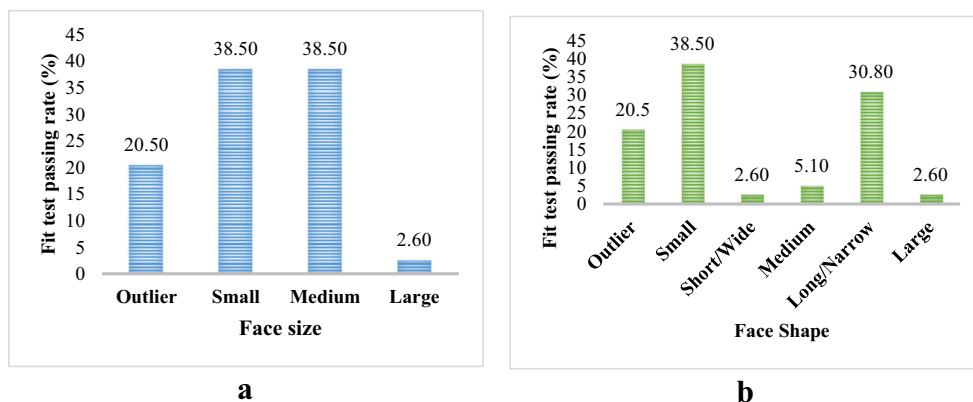 Fit test passing rate (%)
45
40
35
30
25
20
15
10
5
0
20.50
38.50
38.50
2.60
Outlier Small Medium Large
Face size
a
Fit test passing rate (%)
45
40
35
30
25
20
15
10
5
0
20.5
38.50
2.60
5.10
30.80
2.60
Outlier
Small
Short/Wide
Medium
Long/Narrow
Large
Face Shape
b